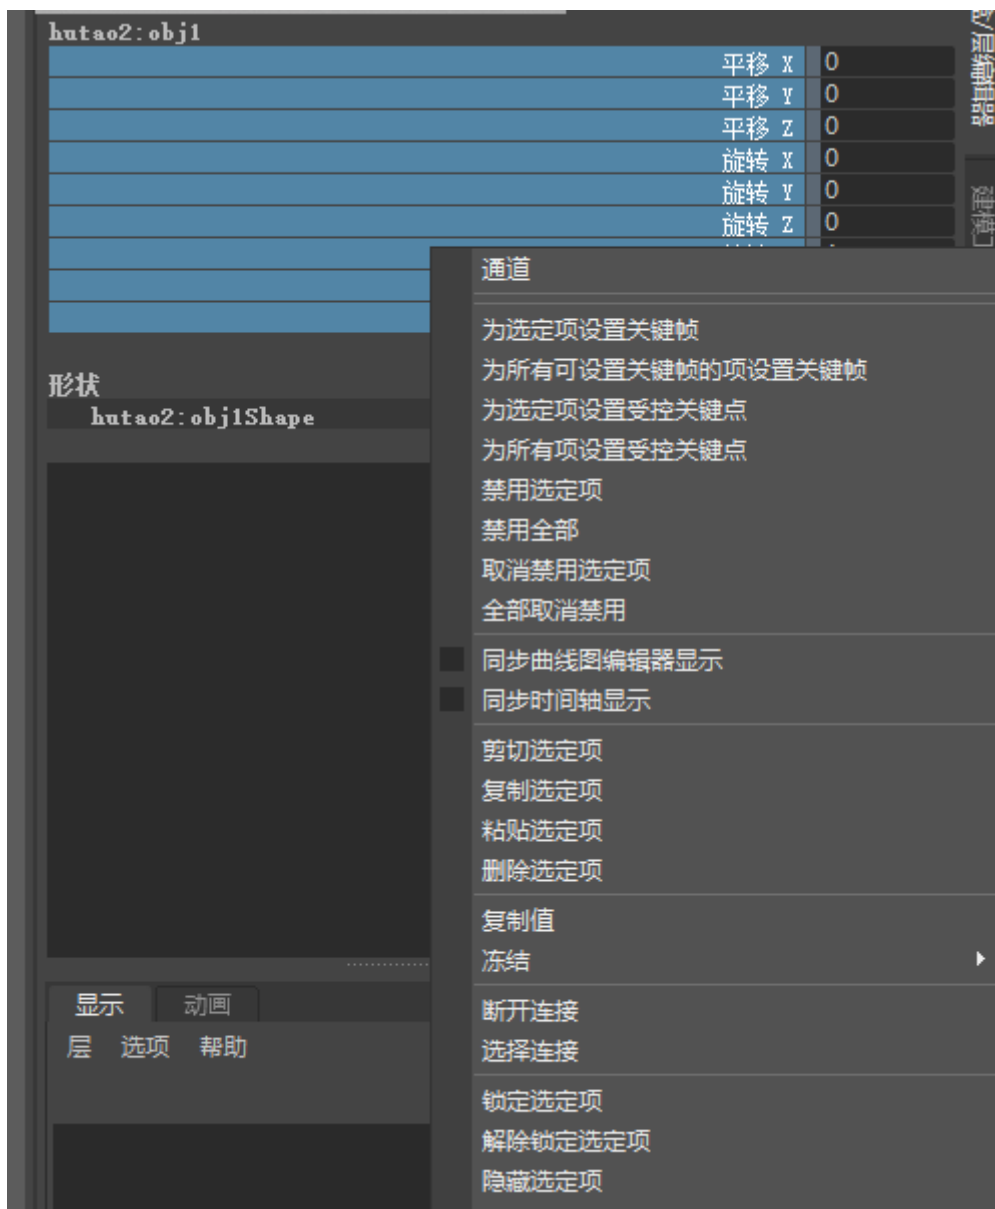 hutao2:obj1
平移 X 0
平移 Y 0
平移 Z 0
旋转 X 0
旋转 Y 0
旋转 Z 0
形状
hutao2:obj1Shape
通道
为选定项设置关键帧
为所有可设置关键帧的项设置关键帧
为选定项设置受控关键点
为所有项设置受控关键点
禁用选定项
禁用全部
取消禁用选定项
全部取消禁用
同步曲线图编辑器显示
同步时间轴显示
剪切选定项
复制选定项
粘贴选定项
删除选定项
复制值
冻结
断开连接
选择连接
锁定选定项
解除锁定选定项
隐藏选定项
显示 动画
层 选项 帮助
/层编辑器
建模